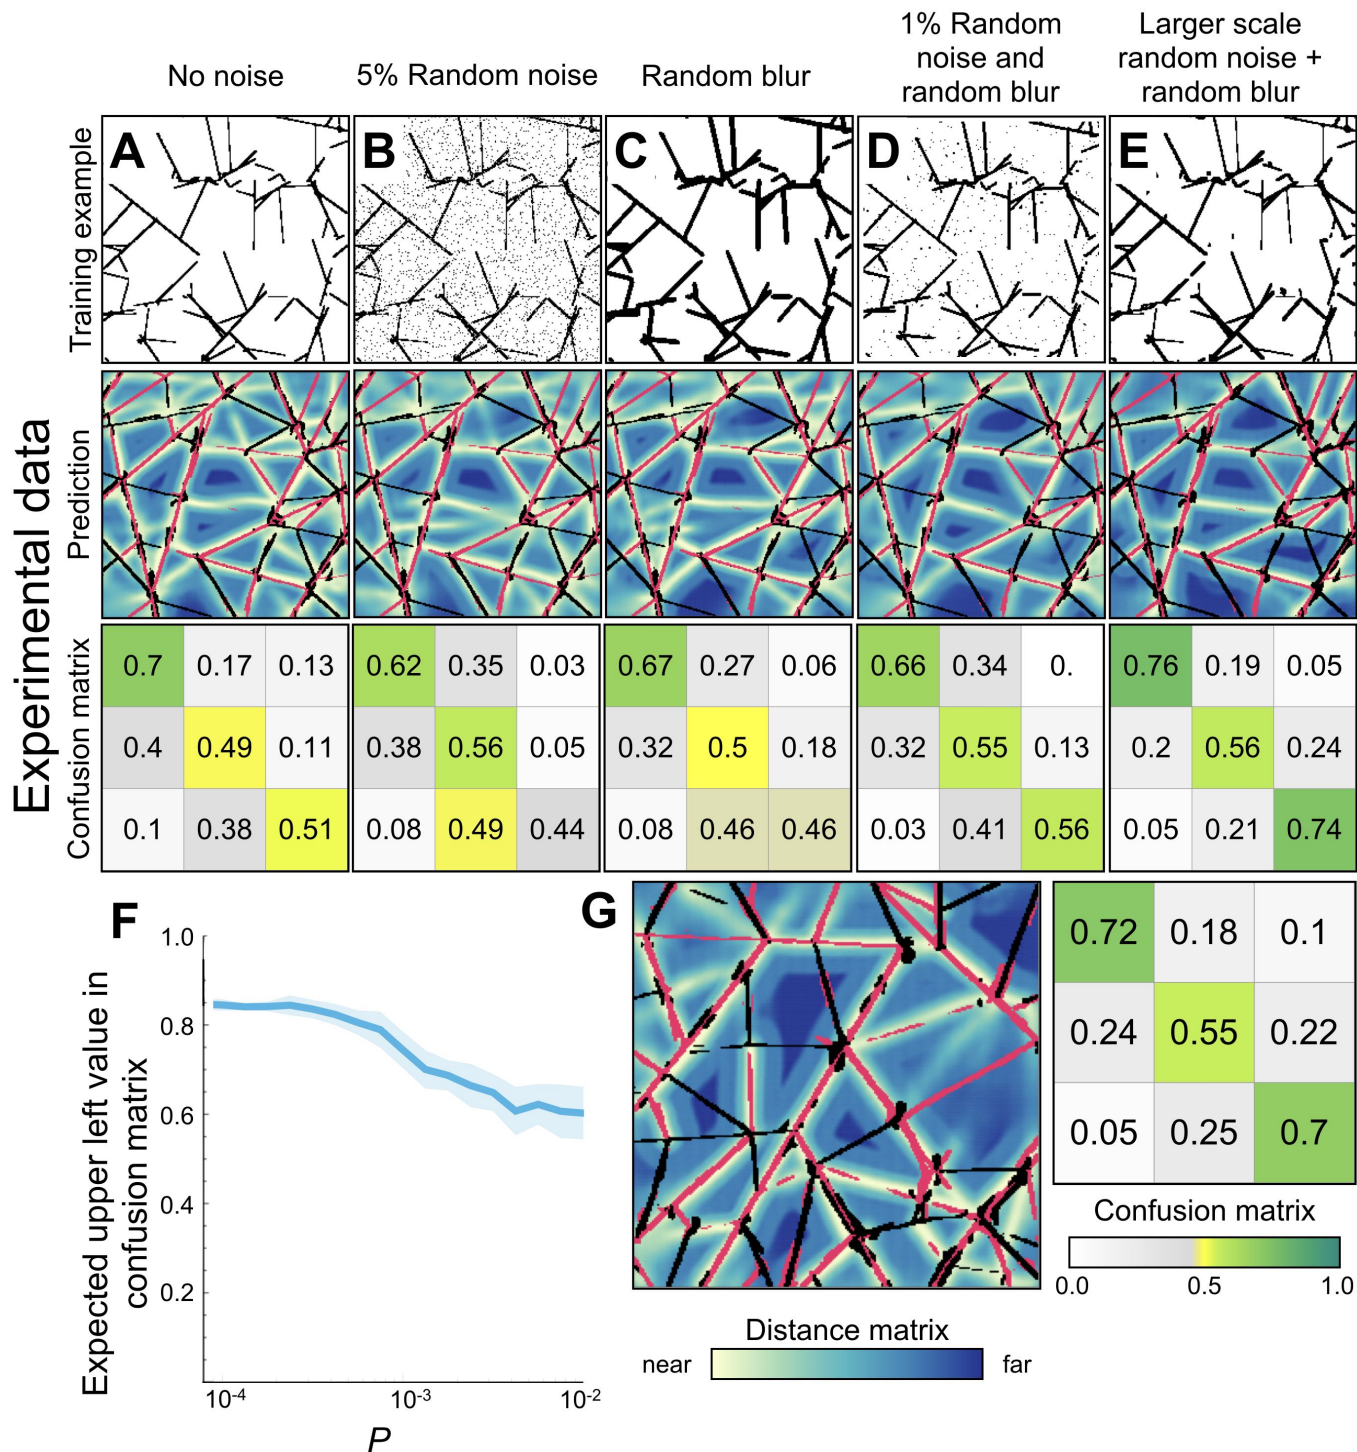 No noise
5% Random noise
Random blur
1% Random
noise and
random blur
Larger scale
random noise +
random blur
Experimental data
Training example
A
B
C
D
E
Prediction
Confusion matrix
0.7 0.17 0.13
0.4 0.49 0.11
0.1 0.38 0.51
0.62 0.35 0.03
0.38 0.56 0.05
0.08 0.49 0.44
0.67 0.27 0.06
0.32 0.5 0.18
0.08 0.46 0.46
0.66 0.34 0.
0.32 0.55 0.13
0.03 0.41 0.56
0.76 0.19 0.05
0.2 0.56 0.24
0.05 0.21 0.74
F
Expected upper left value in
confusion matrix
1.0
0.8
0.6
0.4
0.2
10-4
10-3
10-2
P
G
0.72 0.18 0.1
0.24 0.55 0.22
0.05 0.25 0.7
Confusion matrix
0.0 0.5 1.0
Distance matrix
near far